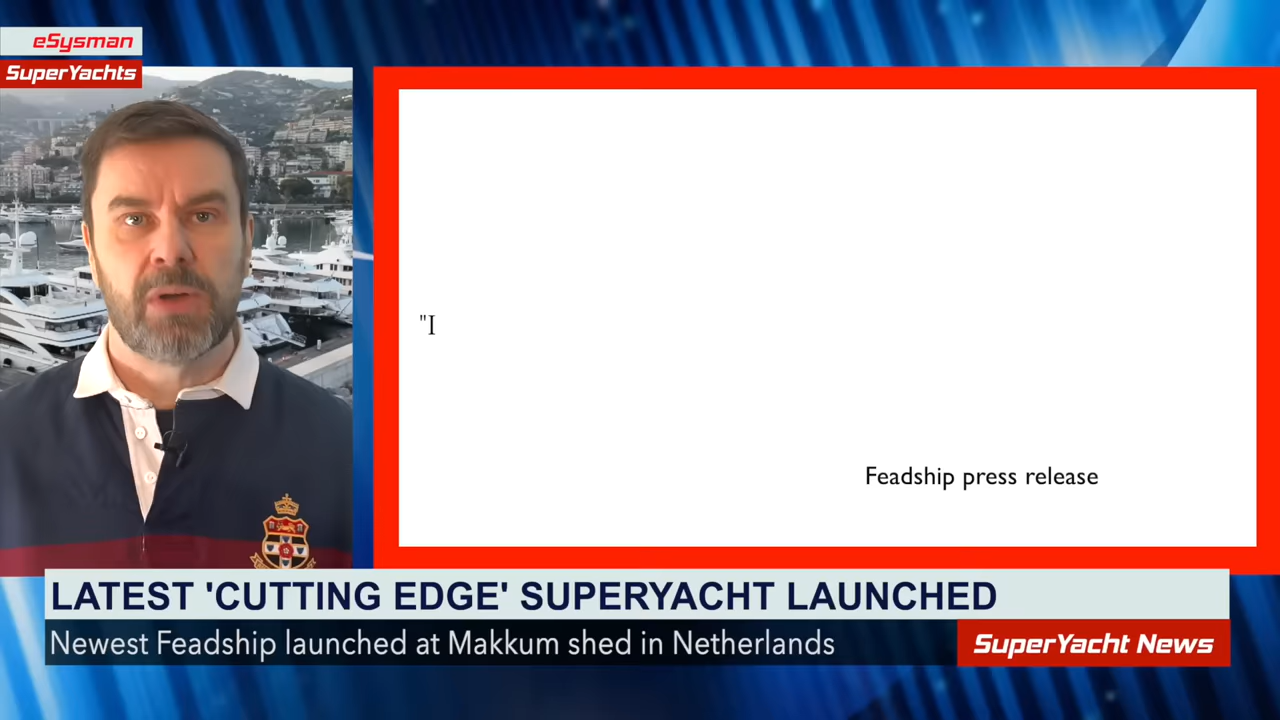 eSysman
SuperYachts
"I
Feadship press release
LATEST 'CUTTING EDGE' SUPERYACHT LAUNCHED
Newest Feadship launched at Makkum shed in Netherlands
SuperYacht News